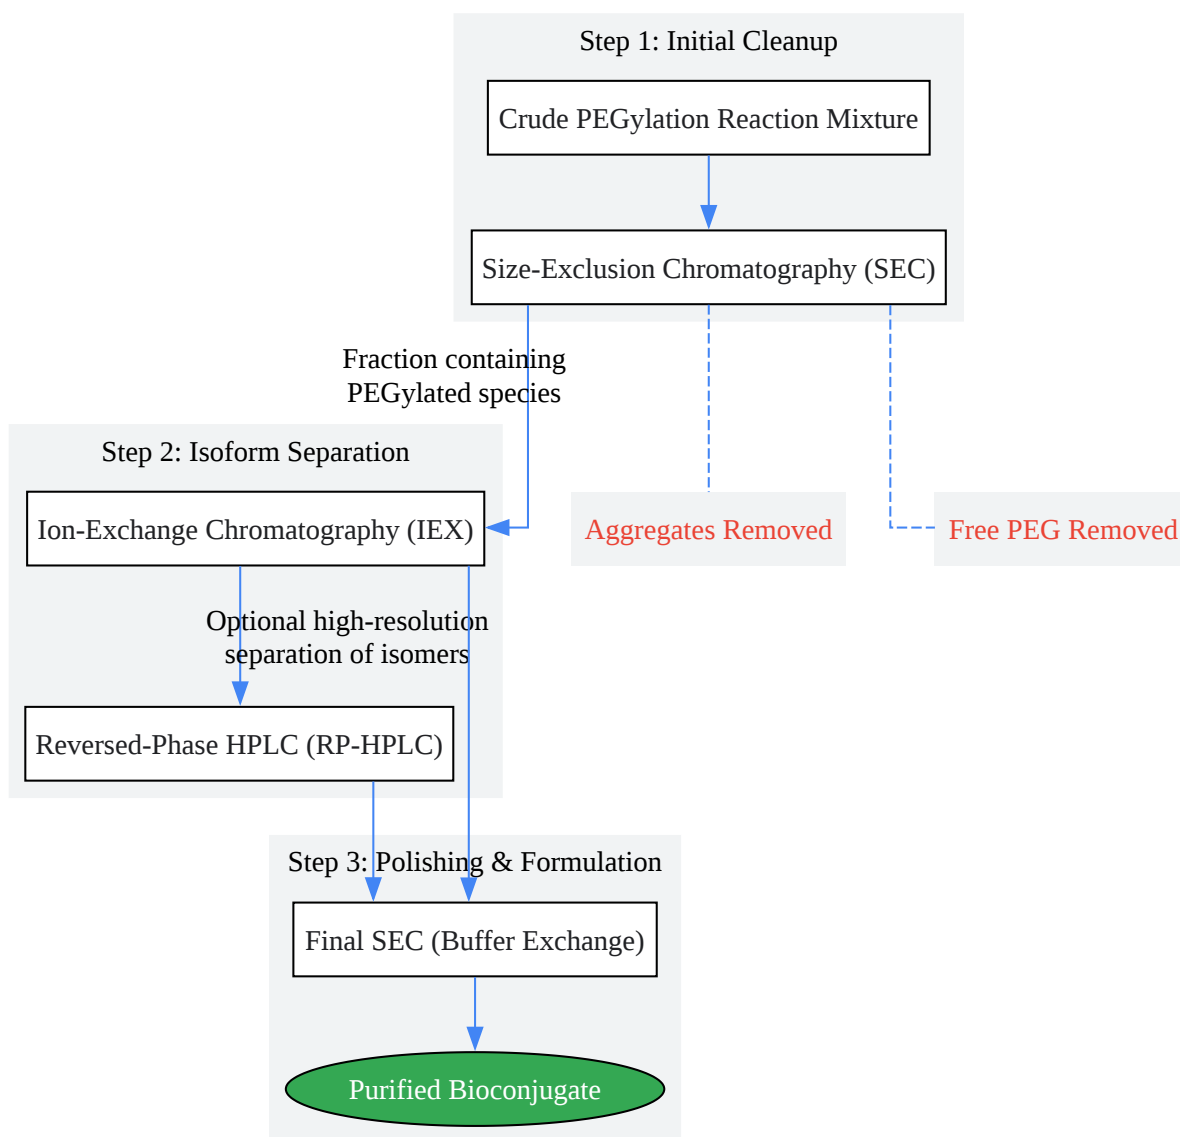 Step 1: Initial Cleanup
Crude PEGylation Reaction Mixture
Size-Exclusion Chromatography (SEC)
Fraction containing
PEGylated species
Step 2: Isoform Separation
Ion-Exchange Chromatography (IEX)
Aggregates Removed
Free PEG Removed
Optional high-resolution
separation of isomers
Reversed-Phase HPLC (RP-HPLC)
Step 3: Polishing & Formulation
Final SEC (Buffer Exchange)
Purified Bioconjugate